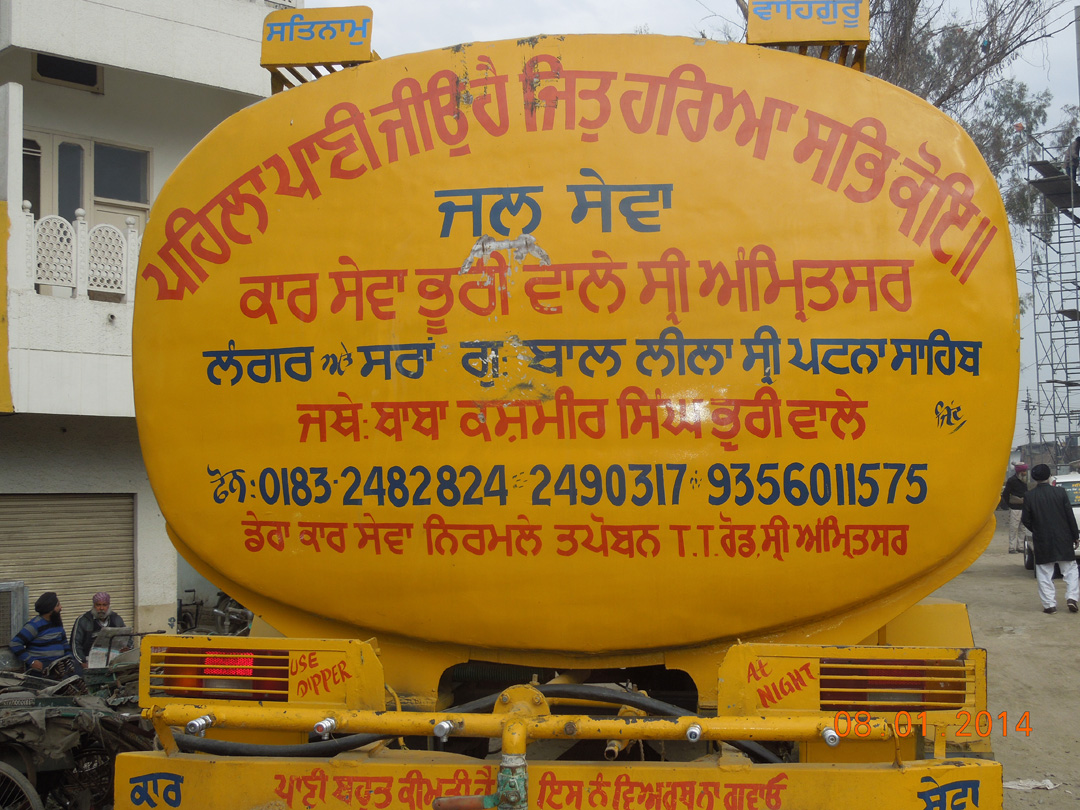 ਸਤਿਨਾਮੁ ਵਾਹਿਗੁਰੂ
ਪਹਿਲਾ ਪਾਣੀ ਜੀਉ ਹੈ ਜਿਤੁ ਹਰਿਆ ਸਭਿ ਕੋਇ॥
ਜਲ ਸੇਵਾ
ਕਾਰ ਸੇਵਾ ਭੂਰੀ ਵਾਲੇ ਸ੍ਰੀ ਅੰਮ੍ਰਿਤਸਰ
ਲੰਗਰ ਅਤੇ ਸਰਾਂ ਗੁ: ਬਾਲ ਲੀਲਾ ਸ੍ਰੀ ਪਟਨਾ ਸਾਹਿਬ
ਜਥੇ: ਬਾਬਾ ਕਸ਼ਮੀਰ ਸਿੰਘ ਭੂਰੀ ਵਾਲੇ
ਫੋਨ: 0183-2482824 2490317 9356011575
ਡੇਰਾ ਕਾਰ ਸੇਵਾ ਨਿਰਮਲੇ ਤਪੋਬਨ T.T. ਰੋਡ, ਸ੍ਰੀ ਅੰਮ੍ਰਿਤਸਰ
USE DIPPER
At NIGHT
ਕਾਰ ਪਾਣੀ ਬਹੁਤ ਕੀਮਤੀ ਹੈ ਇਸ ਨੂੰ ਵਿਅਰਥ ਨਾ ਗਵਾਓ ਸੇਵਾ
08.01.2014